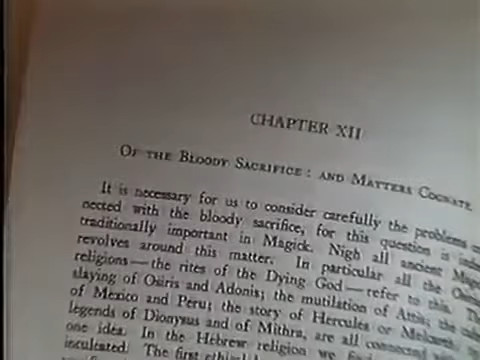 CHAPTER XII
OF THE BLOODY SACRIFICE: AND MATTERS COGNATE
It is necessary for us to consider carefully the problems
nected with the bloody sacrifice, for this question is
traditionally important in Magick. Nigh all ancient
revolves around this matter. In particular all the
religions—the rites of the Dying God—refer to this. The
slaying of Osiris and Adonis; the mutilation of Attis; the
of Mexico and Peru; the story of Hercules or
legends of Dionysus and of Mithra, are all connected
one idea. In the Hebrew religion we
inculcated. The first